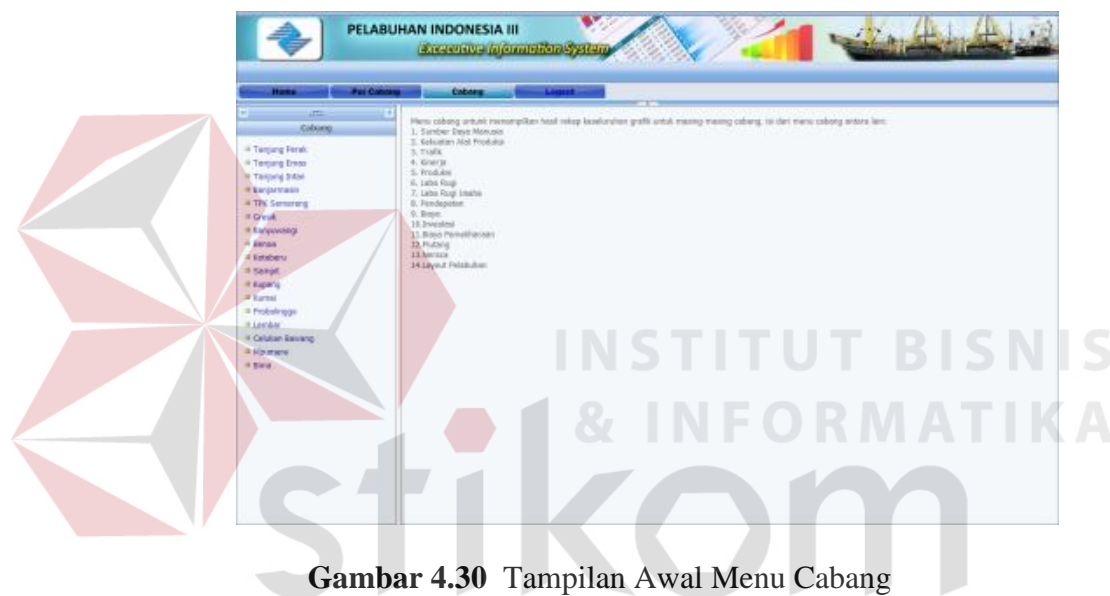 PELABUHAN INDONESIA III
Excecutive Information System
Home Per Cabang Cabang Logout
Cabang
Tanjung Perak
Tanjung Emas
Tanjung Intan
Banjarmasin
TPK Semarang
Gresik
Banyuwangi
Benoa
Kotabaru
Sampit
Kupang
Kumai
Probolinggo
Lembar
Celukan Bawang
Maumere
Bima
Menu cabang untuk menampilkan hasil rekap keseluruhan grafik untuk masing-masing cabang. Isi dari menu cabang antara lain:
1. Sumber Daya Manusia
2. Kekuatan Alat Produksi
3. Trafik
4. Kinerja
5. Produksi
6. Laba Rugi
7. Laba Rugi Usaha
8. Pendapatan
9. Biaya
10.Investasi
11.Biaya Pemeliharaan
12.Piutang
13.Neraca
14.Layout Pelabuhan
INSTITUT BISNIS
& INFORMATIKA
stikom
Gambar 4.30 Tampilan Awal Menu Cabang